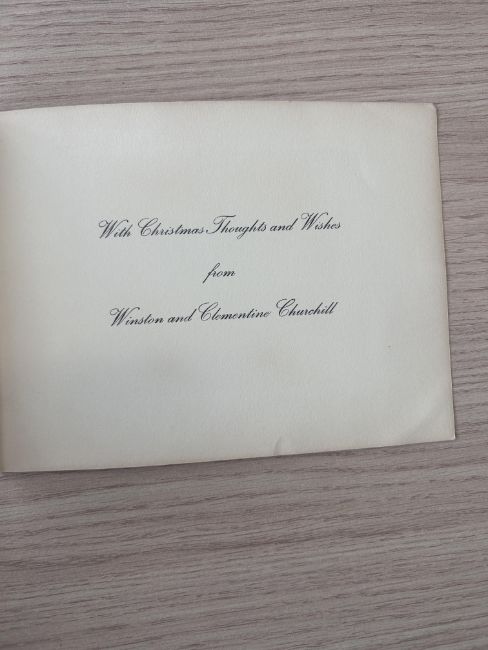 With Christmas Thoughts and Wishes
from
Winston and Clementine Churchill